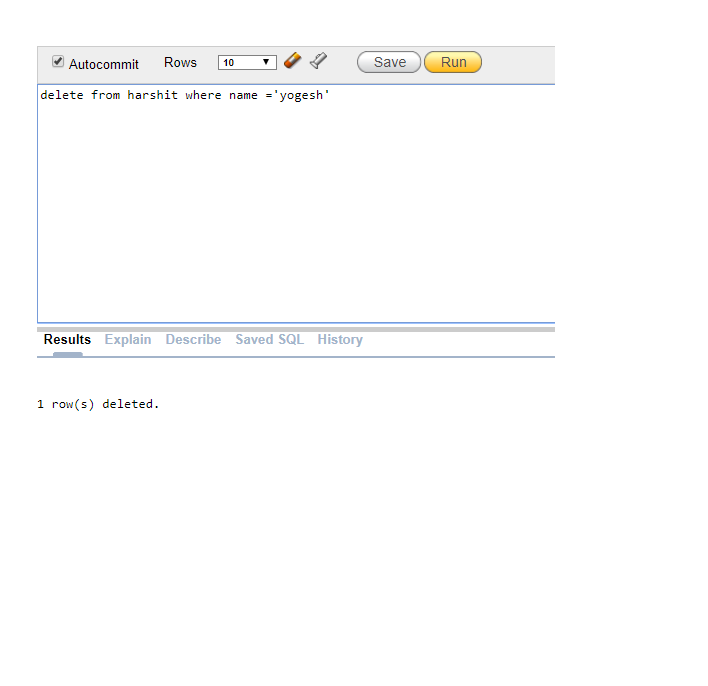 Autocommit Rows 10 Save Run
delete from harshit where name ='yogesh'
Results Explain Describe Saved SQL History
1 row(s) deleted.